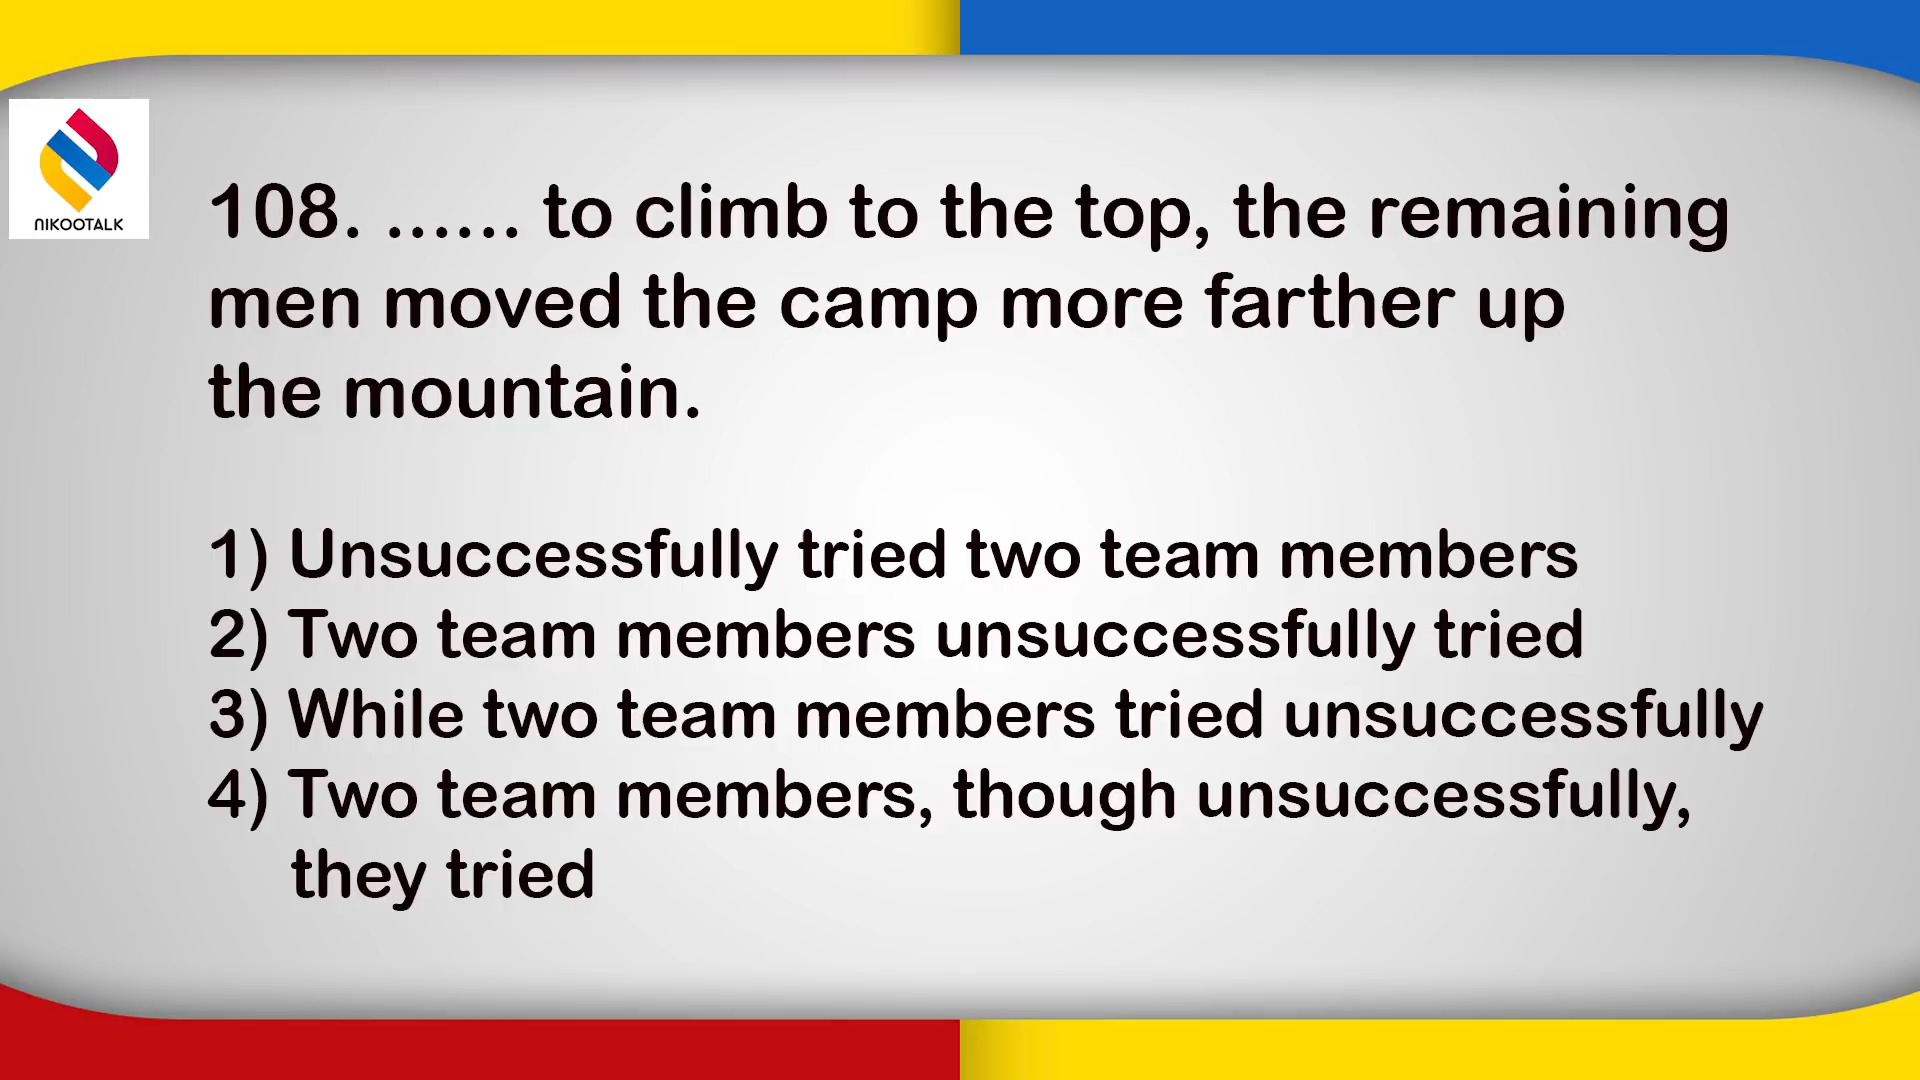 NIKOOTALK
108. ...... to climb to the top, the remaining
men moved the camp more farther up
the mountain.
1) Unsuccessfully tried two team members
2) Two team members unsuccessfully tried
3) While two team members tried unsuccessfully
4) Two team members, though unsuccessfully,
they tried